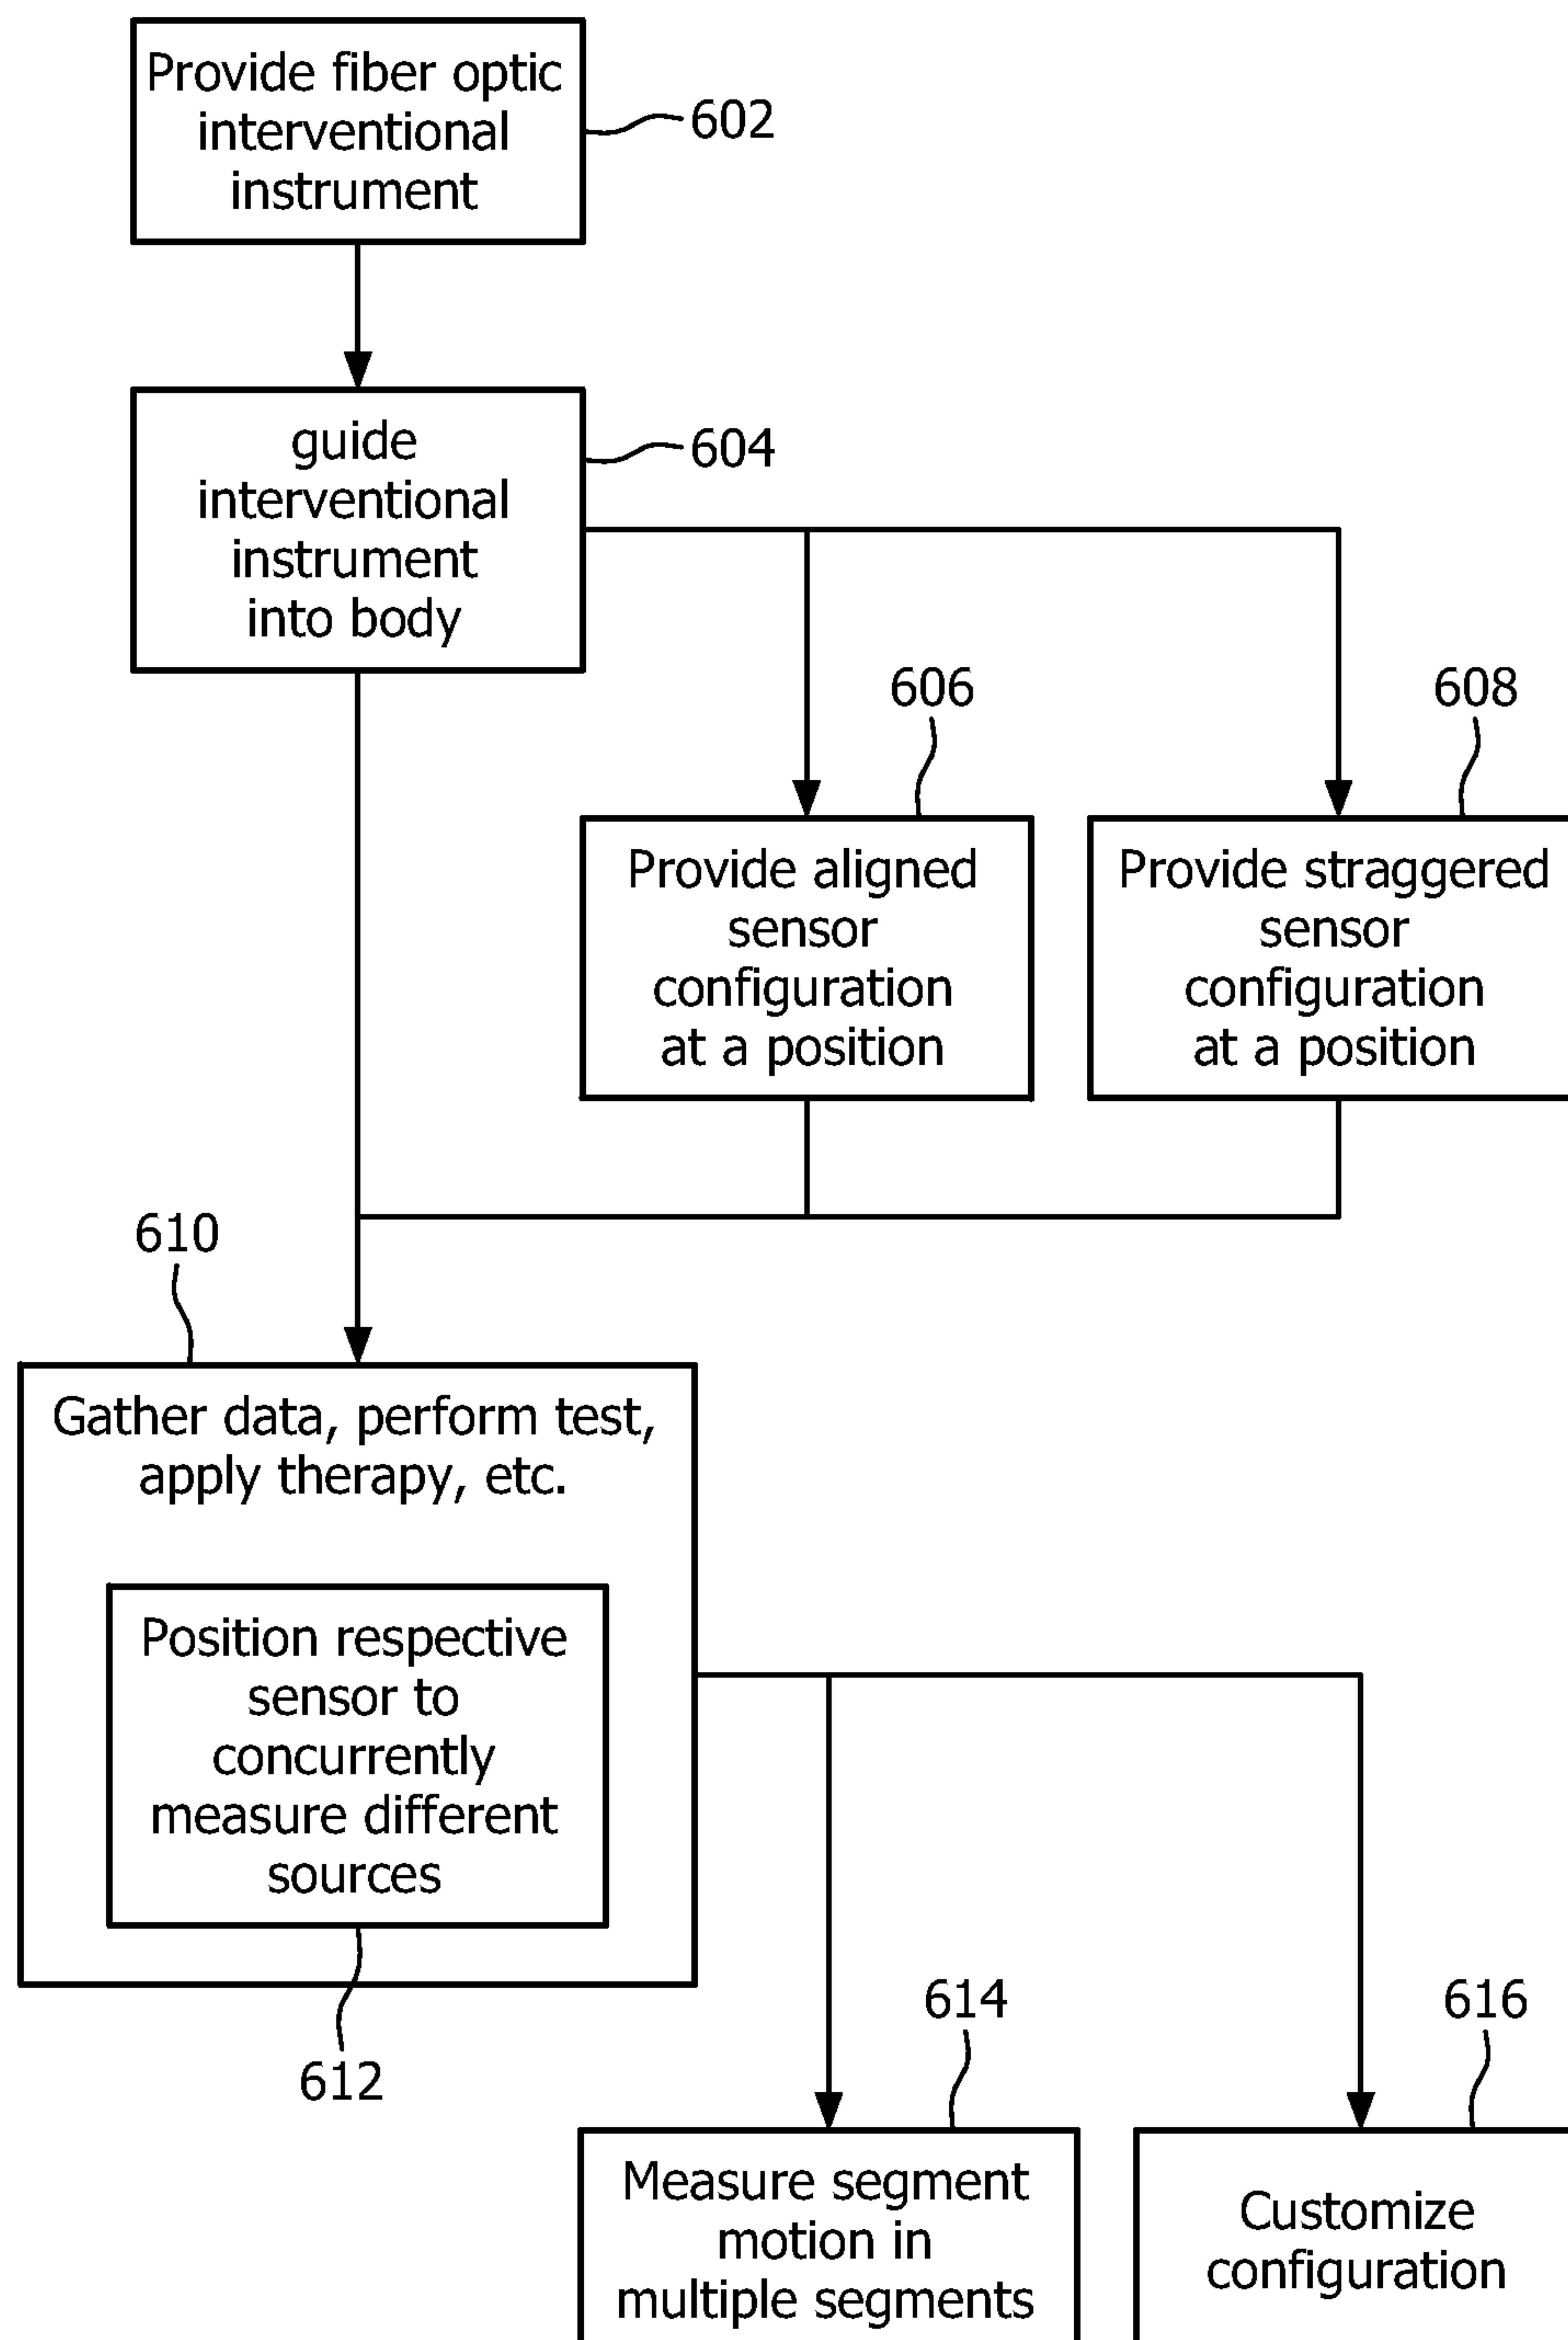 Provide fiber optic
interventional
instrument
602
guide
interventional
instrument
into body
604
606
608
Provide aligned
sensor
configuration
at a position
Provide straggered
sensor
configuration
at a position
610
Gather data, perform test,
apply therapy, etc.
Position respective
sensor to
concurrently
measure different
sources
612
614
616
Measure segment
motion in
multiple segments
Customize
configuration